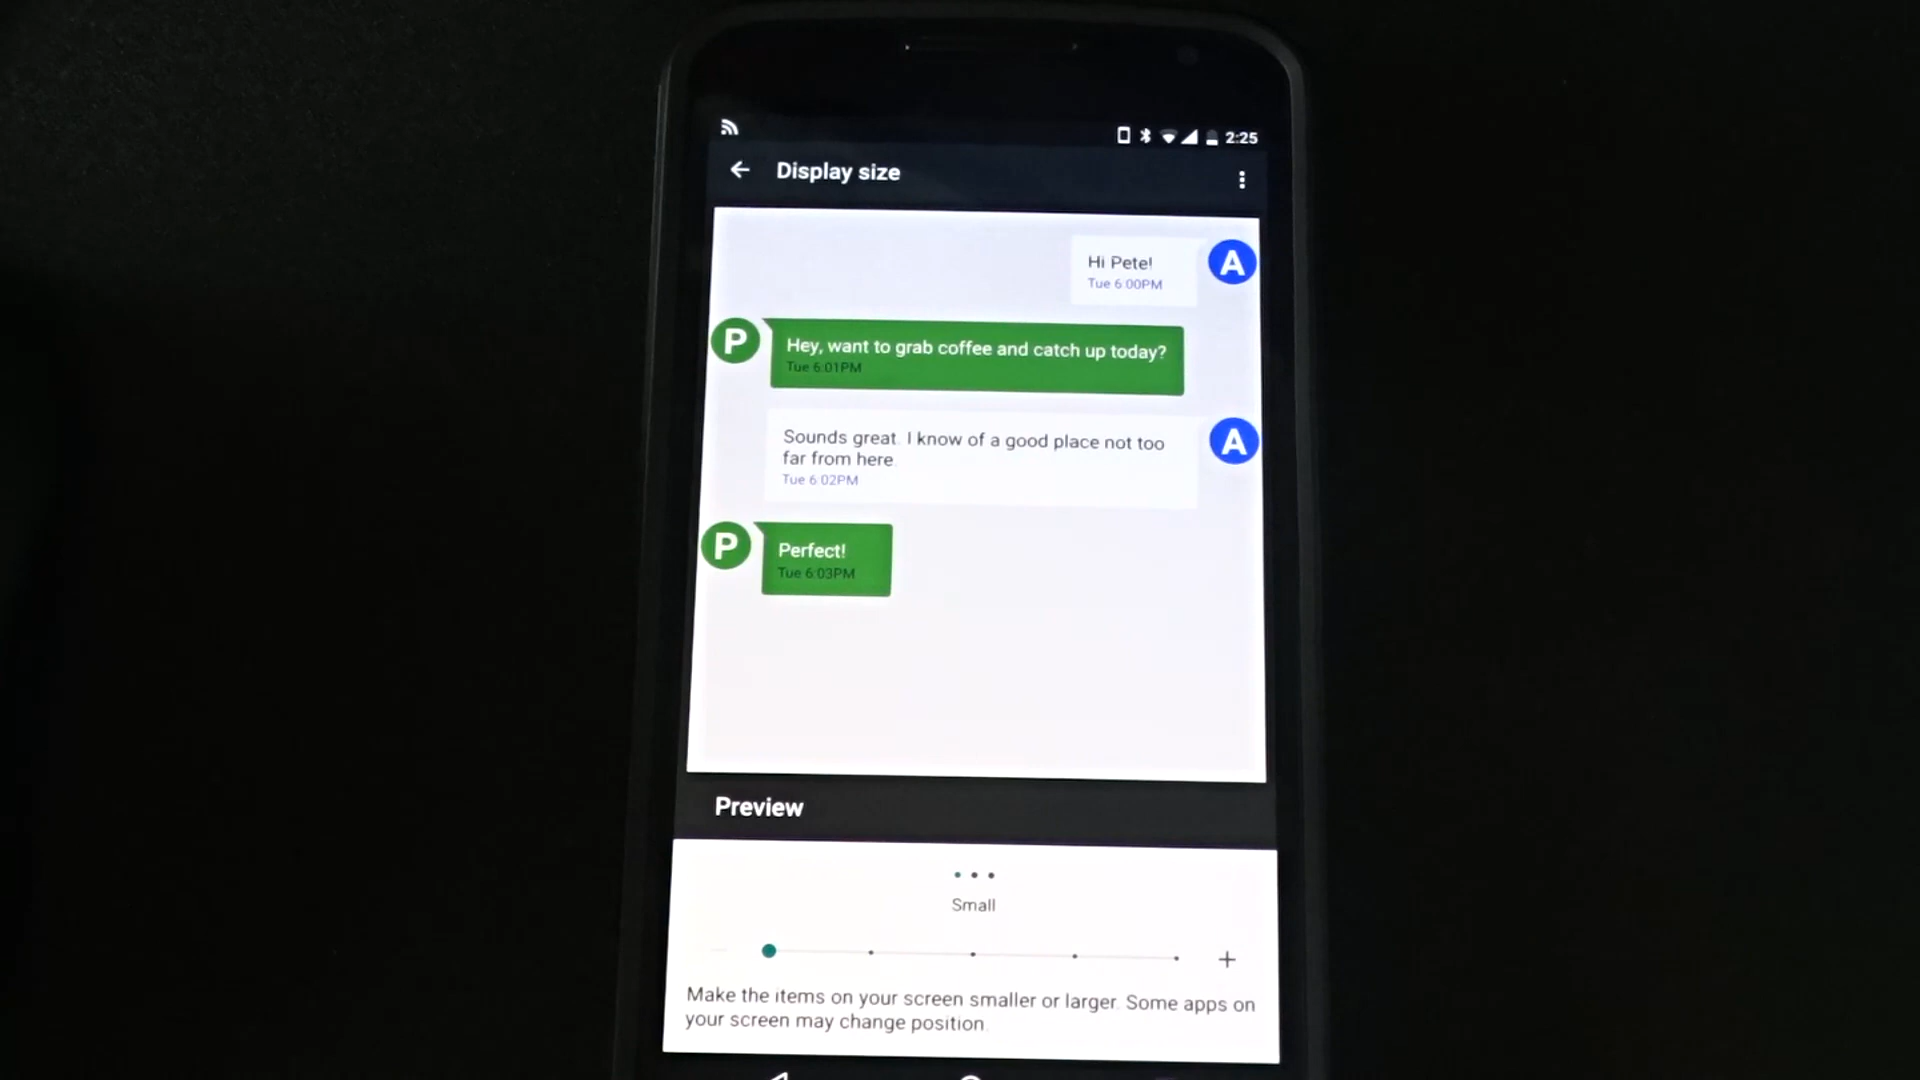 2:25
Display size
Hi Pete!
A
Tue 6:00PM
P
Hey, want to grab coffee and catch up today?
Tue 6:01PM
Sounds great. I know of a good place not too
A
far from here.
Tue 6:02PM
P
Perfect!
Tue 6:03PM
Preview
Small
Make the items on your screen smaller or larger. Some apps on
your screen may change position.